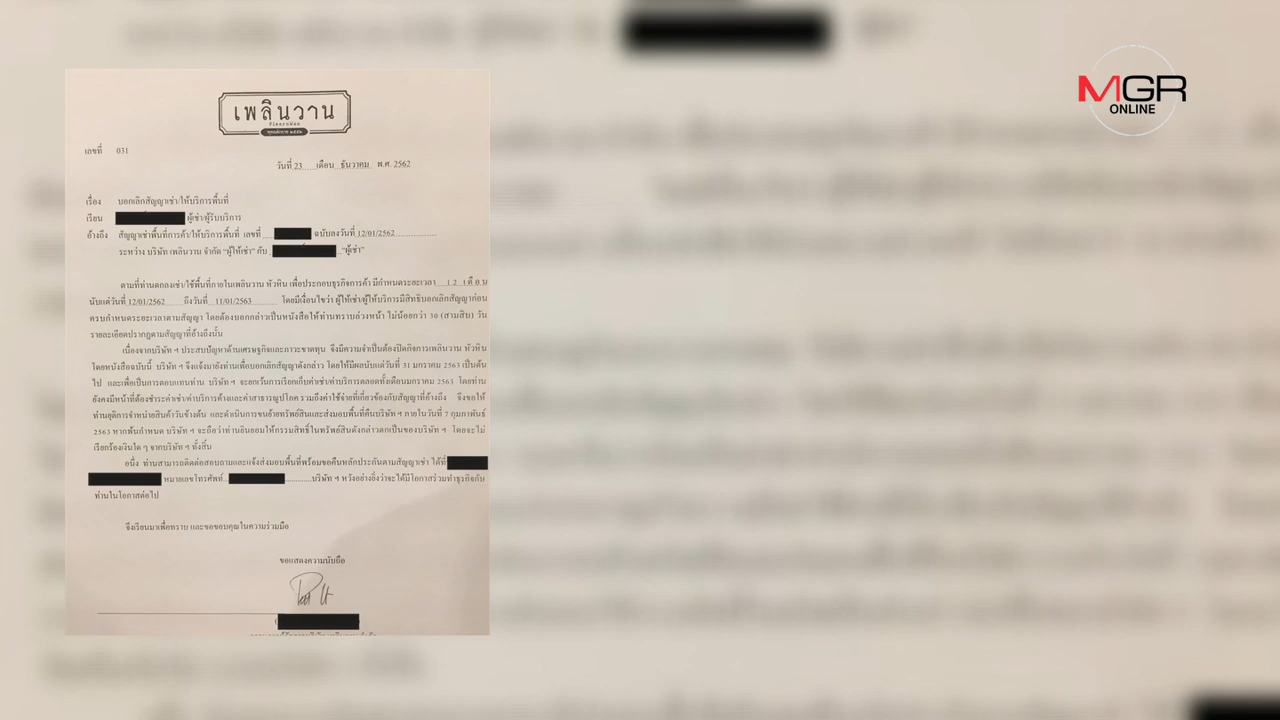 MGR
ONLINE
เพลินวาน
PlearnWan
พุทธศักราช ๒๕๕๒
เลขที่ 031
วันที่ 23 เดือน ธันวาคม พ.ศ. 2562
เรื่อง บอกเลิกสัญญาเช่า/ให้บริการพื้นที่
เรียน ผู้เช่า/ผู้รับบริการ
อ้างถึง สัญญาเช่าพื้นที่การค้า/ให้บริการพื้นที่ เลขที่ ฉบับลงวันที่ 12/01/2562
ระหว่าง บริษัท เพลินวาน จำกัด "ผู้ให้เช่า" กับ "ผู้เช่า"
ตามที่ท่านตกลงเช่า/ใช้พื้นที่ภายในเพลินวาน หัวหิน เพื่อประกอบธุรกิจการค้า มีกำหนดระยะเวลา 12 เดือน
นับแต่วันที่ 12/01/2562 ถึงวันที่ 11/01/2563 โดยมีเงื่อนไขว่า ผู้ให้เช่า/ผู้ให้บริการมีสิทธิบอกเลิกสัญญาก่อน
ครบกำหนดระยะเวลาตามสัญญา โดยต้องบอกกล่าวเป็นหนังสือให้ท่านทราบล่วงหน้า ไม่น้อยกว่า 30 (สามสิบ) วัน
รายละเอียดปรากฏตามสัญญาที่อ้างถึงนั้น
เนื่องจากบริษัท ฯ ประสบปัญหาด้านเศรษฐกิจและภาวะขาดทุน จึงมีความจำเป็นต้องปิดกิจการเพลินวาน หัวหิน
โดยหนังสือฉบับนี้ บริษัท ฯ จึงแจ้งมายังท่านเพื่อบอกเลิกสัญญาดังกล่าว โดยให้มีผลนับแต่วันที่ 31 มกราคม 2563 เป็นต้น
ไป และเพื่อเป็นการตอบแทนท่าน บริษัท ฯ จะยกเว้นการเรียกเก็บค่าเช่า/ค่าบริการตลอดทั้งเดือนมกราคม 2563 โดยท่าน
ยังคงมีหน้าที่ต้องชำระค่าเช่า/ค่าบริการค้างและค่าสาธารณูปโภค รวมถึงค่าใช้จ่ายที่เกี่ยวข้องกับสัญญาที่อ้างถึง จึงขอให้
ท่านยุติการจำหน่ายสินค้าวันข้างต้น และดำเนินการขนย้ายทรัพย์สินและส่งมอบพื้นที่คืนบริษัท ฯ ภายในวันที่ 7 กุมภาพันธ์
2563 หากพ้นกำหนด บริษัท ฯ จะถือว่าท่านยินยอมให้กรรมสิทธิ์ในทรัพย์สินดังกล่าวตกเป็นของบริษัท ฯ โดยจะไม่
เรียกร้องเงินใด ๆ จากบริษัท ฯ ทั้งสิ้น
อนึ่ง ท่านสามารถติดต่อสอบถามและแจ้งส่งมอบพื้นที่พร้อมขอคืนหลักประกันตามสัญญาเช่า ได้ที่
หมายเลขโทรศัพท์ บริษัท ฯ หวังอย่างยิ่งว่าจะได้มีโอกาสร่วมทำธุรกิจกับ
ท่านในโอกาสต่อไป
จึงเรียนมาเพื่อทราบ และขอขอบคุณในความร่วมมือ
ขอแสดงความนับถือ